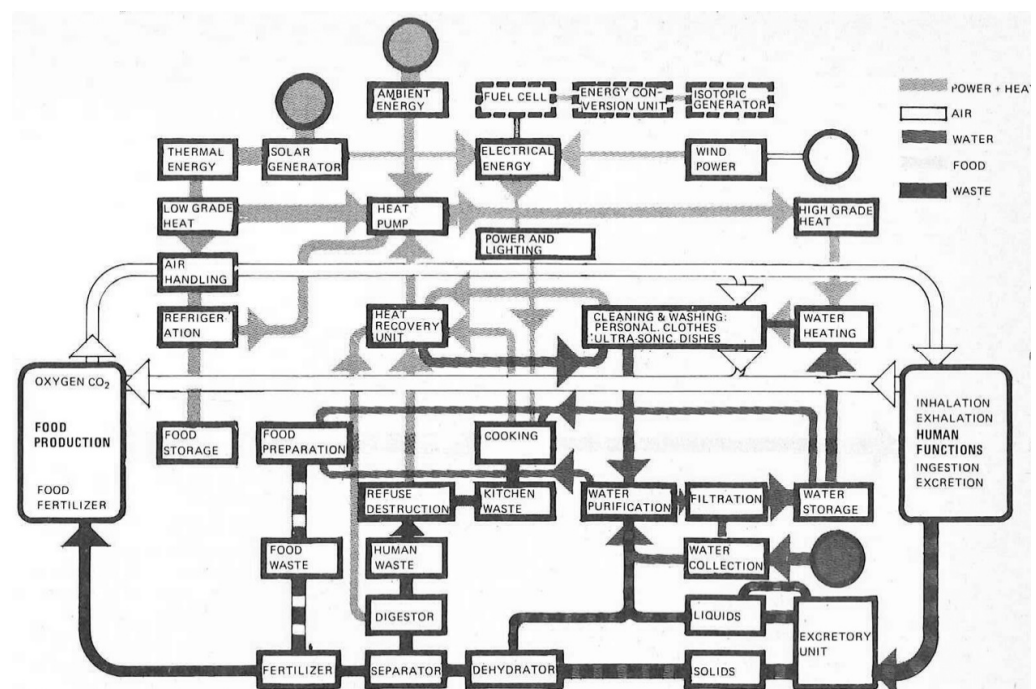 AMBIENT
ENERGY
FUEL CELL
ENERGY CON-
VERSION UNIT
ISOTOPIC
GENERATOR
POWER + HEAT
AIR
WATER
FOOD
WASTE
THERMAL
ENERGY
SOLAR
GENERATOR
ELECTRICAL
ENERGY
WIND
POWER
LOW GRADE
HEAT
HEAT
PUMP
HIGH GRADE
HEAT
POWER AND
LIGHTING
AIR
HANDLING
REFRIGER
ATION
HEAT
RECOVERY
UNIT
CLEANING & WASHING:
PERSONAL. CLOTHES
ULTRA-SONIC. DISHES
WATER
HEATING
OXYGEN CO₂
FOOD
PRODUCTION
FOOD
FERTILIZER
INHALATION
EXHALATION
HUMAN
FUNCTIONS
INGESTION
EXCRETION
FOOD
STORAGE
FOOD
PREPARATION
COOKING
REFUSE
DESTRUCTION
KITCHEN
WASTE
WATER
PURIFICATION
FILTRATION
WATER
STORAGE
FOOD
WASTE
HUMAN
WASTE
WATER
COLLECTION
DIGESTOR
LIQUIDS
EXCRETORY
UNIT
FERTILIZER
SEPARATOR
DEHYDRATOR
SOLIDS